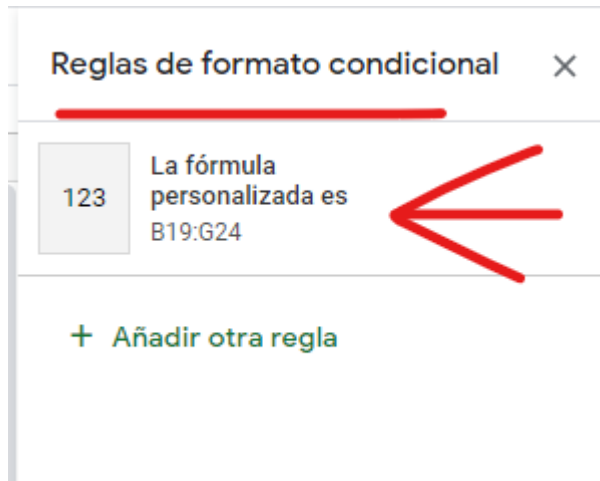 Reglas de formato condicional
123
La fórmula
personalizada es
B19:G24
+ Añadir otra regla